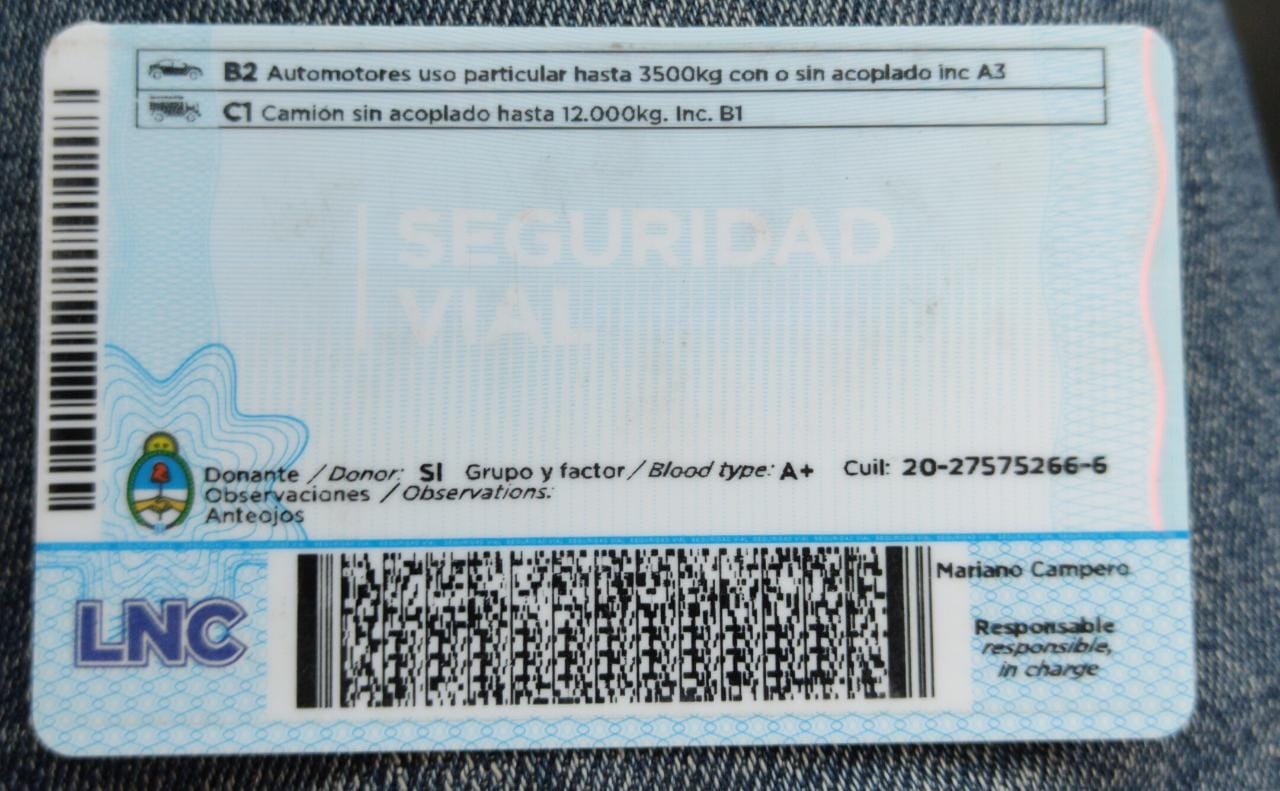 B2 Automotores uso particular hasta 3500kg con o sin acoplado inc A3
C1 Camión sin acoplado hasta 12.000kg. Inc. B1
SEGURIDAD
VIAL
Donante / Donor: SI Grupo y factor / Blood type: A+ Cuil: 20-27575266-6
Observaciones / Observations:
Anteojos
LNC
Mariano Campero
Responsable
responsible,
in charge